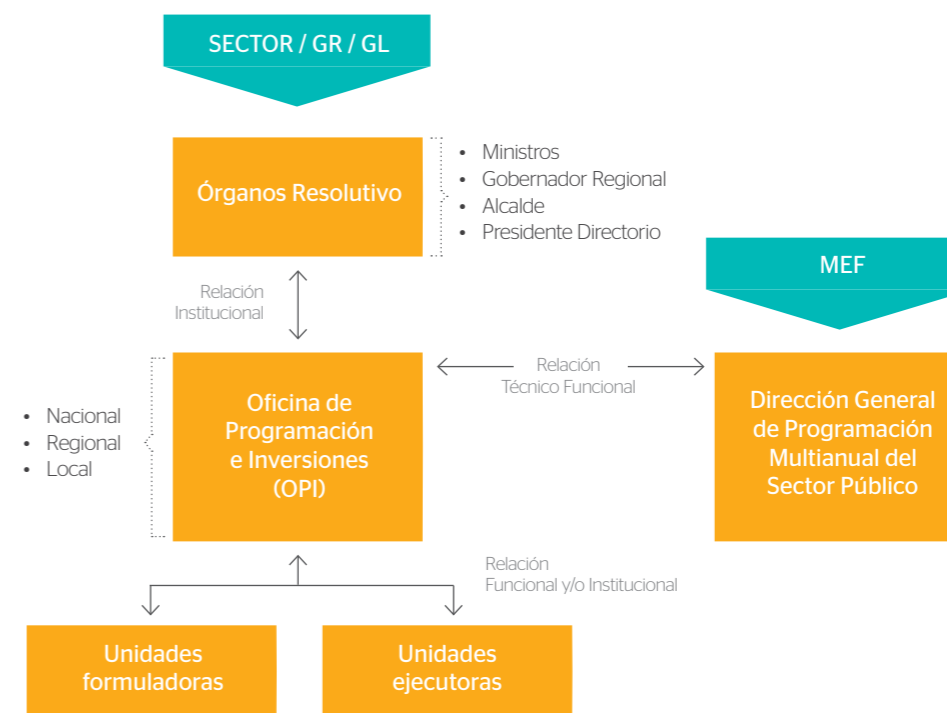 SECTOR / GR / GL
Órganos Resolutivo
• Ministros
• Gobernador Regional
• Alcalde
• Presidente Directorio
MEF
Relación
Institucional
Oficina de
Programación
e Inversiones
(OPI)
• Nacional
• Regional
• Local
Relación
Técnico Funcional
Dirección General
de Programación
Multianual del
Sector Público
Relación
Funcional y/o Institucional
Unidades
formuladoras
Unidades
ejecutoras